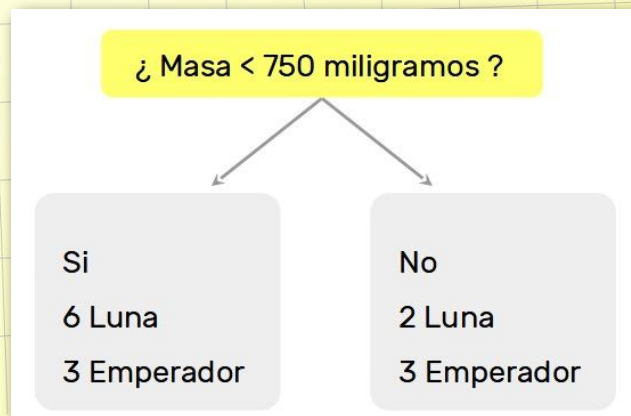 ¿ Masa < 750 miligramos ?
Si
6 Luna
3 Emperador
No
2 Luna
3 Emperador